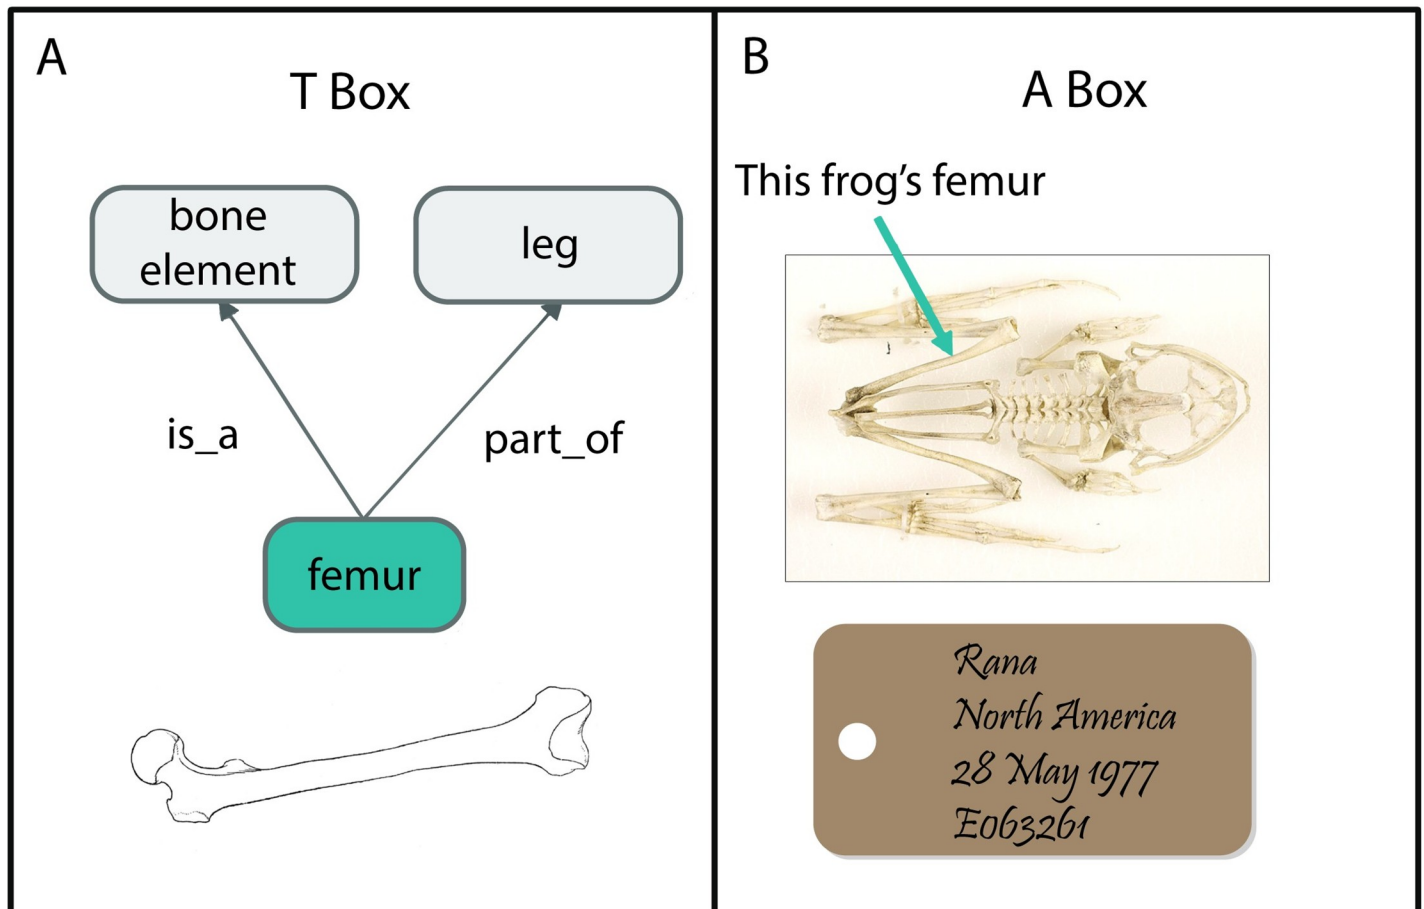 A
T Box
bone
element
leg
is_a
part_of
femur
B
A Box
This frog's femur
Rana
North America
28 May 1977
E063261